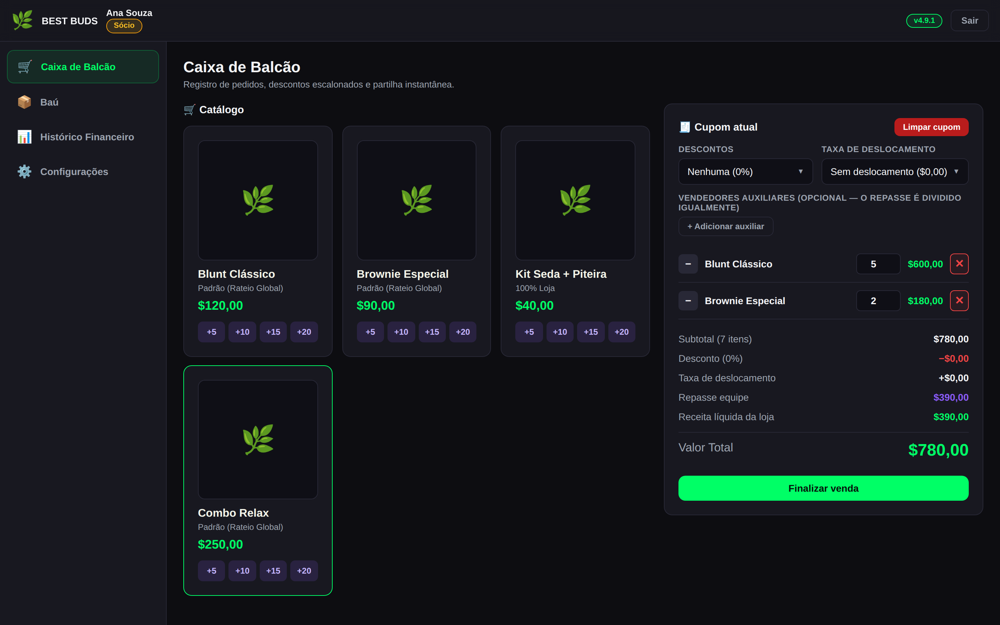 BEST BUDS
Ana Souza
Sócio
v4.9.1
Sair
Caixa de Balcão
Baú
Histórico Financeiro
Configurações
Caixa de Balcão
Registro de pedidos, descontos escalonados e partilha instantânea.
Catálogo
Blunt Clássico
Padrão (Rateio Global)
$120,00
+5 +10 +15 +20
Brownie Especial
Padrão (Rateio Global)
$90,00
+5 +10 +15 +20
Kit Seda + Piteira
100% Loja
$40,00
+5 +10 +15 +20
Combo Relax
Padrão (Rateio Global)
$250,00
+5 +10 +15 +20
Cupom atual
Limpar cupom
DESCONTOS
Nenhuma (0%)
TAXA DE DESLOCAMENTO
Sem deslocamento ($0,00)
VENDEDORES AUXILIARES (OPCIONAL — O REPASSE É DIVIDIDO
IGUALMENTE)
+ Adicionar auxiliar
− Blunt Clássico 5 $600,00 ✕
− Brownie Especial 2 $180,00 ✕
Subtotal (7 itens) $780,00
Desconto (0%) −$0,00
Taxa de deslocamento +$0,00
Repasse equipe $390,00
Receita líquida da loja $390,00
Valor Total $780,00
Finalizar venda